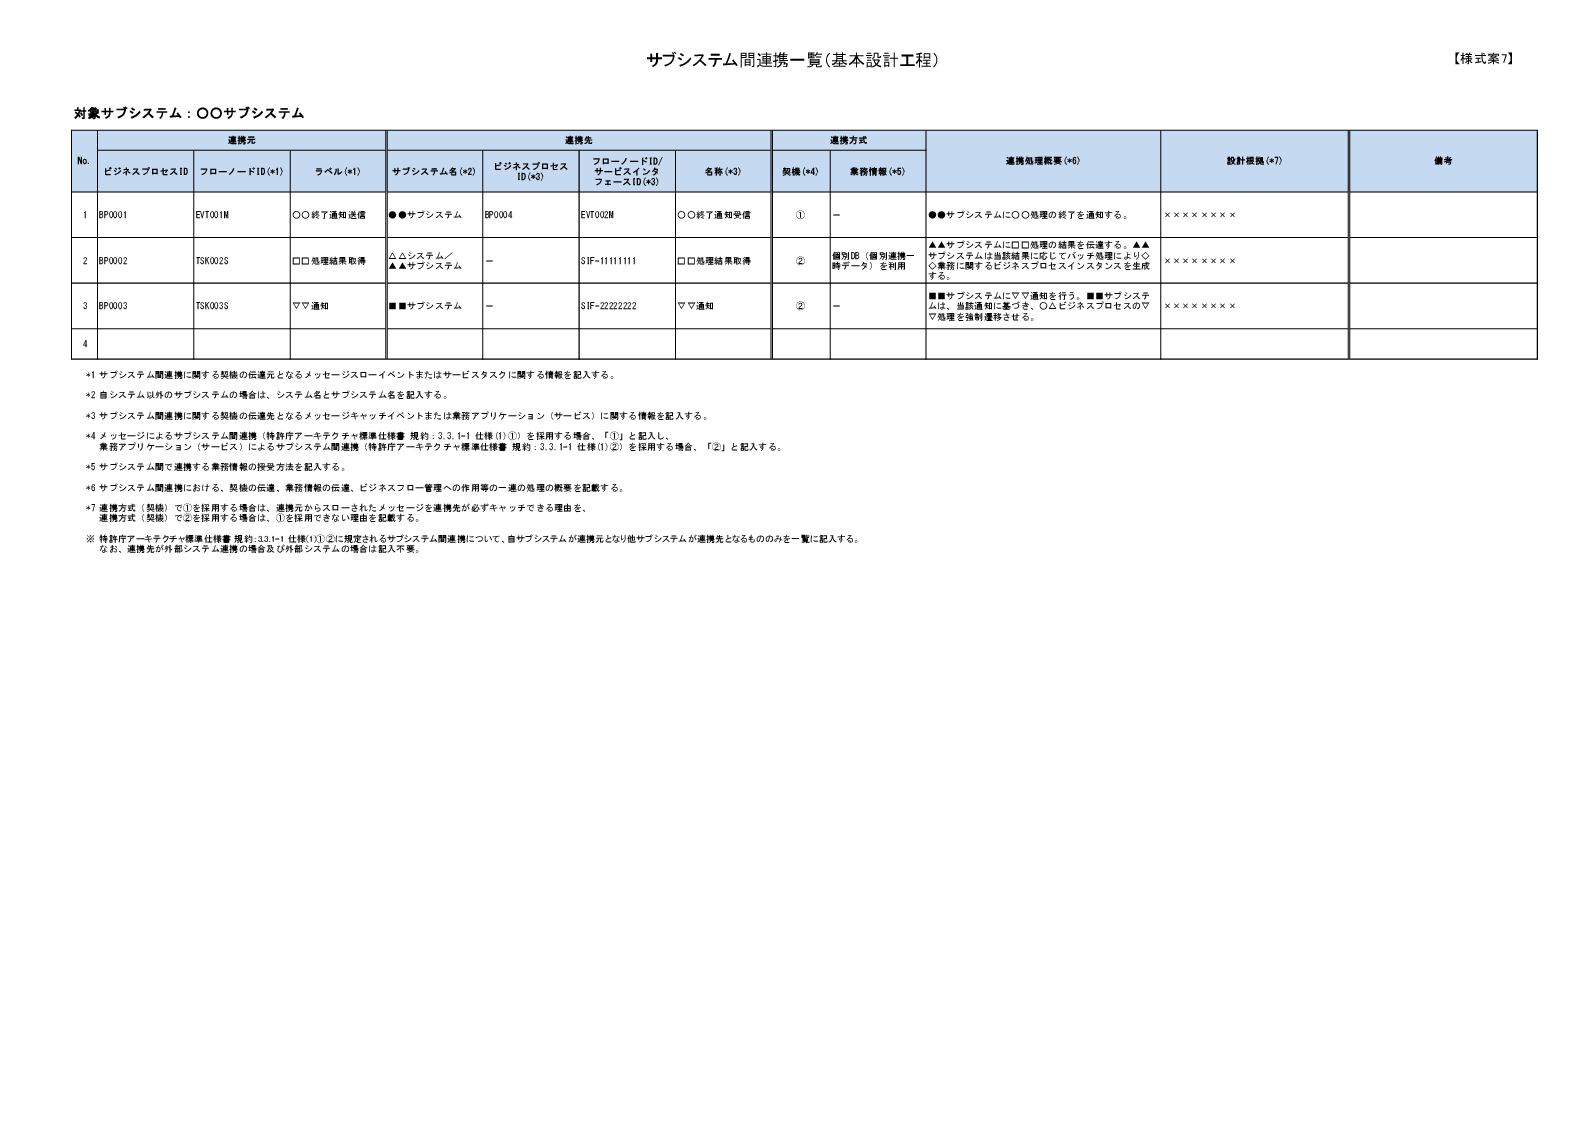 サブシステム間連携一覧(基本設計工程)
【様式案7】
対象サブシステム：〇〇サブシステム
No.
連携元
連携先
連携方式
連携処理概要(*6)
設計根拠(*7)
備考
ビジネスプロセスID
フローノードID(*1)
ラベル(*1)
サブシステム名(*2)
ビジネスプロセス
ID(*3)
フローノードID/
サービスインタ
フェースID(*3)
名称(*3)
契機(*4)
業務情報(*5)
1
BP0001
EVT001M
〇〇終了通知送信
●●サブシステム
BP0004
EVT002M
〇〇終了通知受信
①
－
●●サブシステムに〇〇処理の終了を通知する。
××××××××
2
BP0002
TSK002S
□□処理結果取得
△△システム／
▲▲サブシステム
－
SIF-11111111
□□処理結果取得
②
個別DB（個別連携一
時データ）を利用
▲▲サブシステムに□□処理の結果を伝達する。▲▲
サブシステムは当該結果に応じてバッチ処理により◇
◇業務に関するビジネスプロセスインスタンスを生成
する。
××××××××
3
BP0003
TSK003S
▽▽通知
■■サブシステム
－
SIF-22222222
▽▽通知
②
－
■■サブシステムに▽▽通知を行う。■■サブシステ
ムは、当該通知に基づき、〇△ビジネスプロセスの▽
▽処理を強制遷移させる。
××××××××
4
*1 サブシステム間連携に関する契機の伝達元となるメッセージスローイベントまたはサービスタスクに関する情報を記入する。
*2 自システム以外のサブシステムの場合は、システム名とサブシステム名を記入する。
*3 サブシステム間連携に関する契機の伝達先となるメッセージキャッチイベントまたは業務アプリケーション（サービス）に関する情報を記入する。
*4 メッセージによるサブシステム間連携（特許庁アーキテクチャ標準仕様書 規約：3.3.1-1 仕様(1)①）を採用する場合、「①」と記入し、
業務アプリケーション（サービス）によるサブシステム間連携（特許庁アーキテクチャ標準仕様書 規約：3.3.1-1 仕様(1)②）を採用する場合、「②」と記入する。
*5 サブシステム間で連携する業務情報の授受方法を記入する。
*6 サブシステム間連携における、契機の伝達、業務情報の伝達、ビジネスフロー管理への作用等の一連の処理の概要を記載する。
*7 連携方式（契機）で①を採用する場合は、連携元からスローされたメッセージを連携先が必ずキャッチできる理由を、
連携方式（契機）で②を採用する場合は、①を採用できない理由を記載する。
※ 特許庁アーキテクチャ標準仕様書 規約：3.3.1-1 仕様(1)①②に規定されるサブシステム間連携について、自サブシステムが連携元となり他サブシステムが連携先となるもののみを一覧に記入する。
なお、連携先が外部システム連携の場合及び外部システムの場合は記入不要。